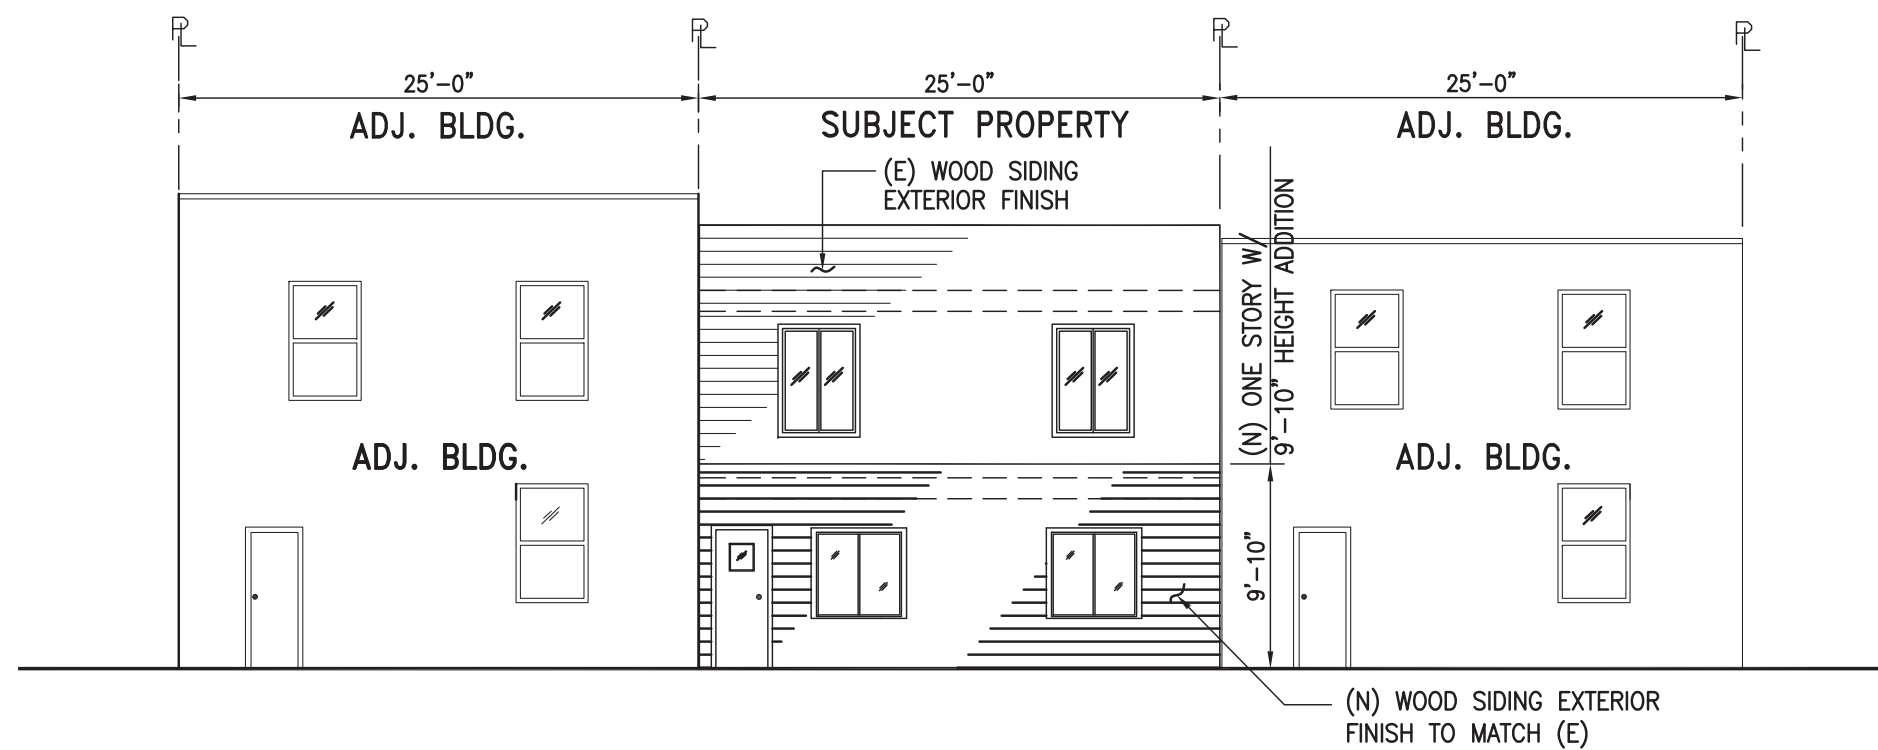 PL PL PL PL
25'-0" 25'-0" 25'-0"
ADJ. BLDG. SUBJECT PROPERTY ADJ. BLDG.
(E) WOOD SIDING
EXTERIOR FINISH
(N) ONE STORY W/
9'-10" HEIGHT ADDITION
ADJ. BLDG. ADJ. BLDG.
9'-10"
(N) WOOD SIDING EXTERIOR
FINISH TO MATCH (E)